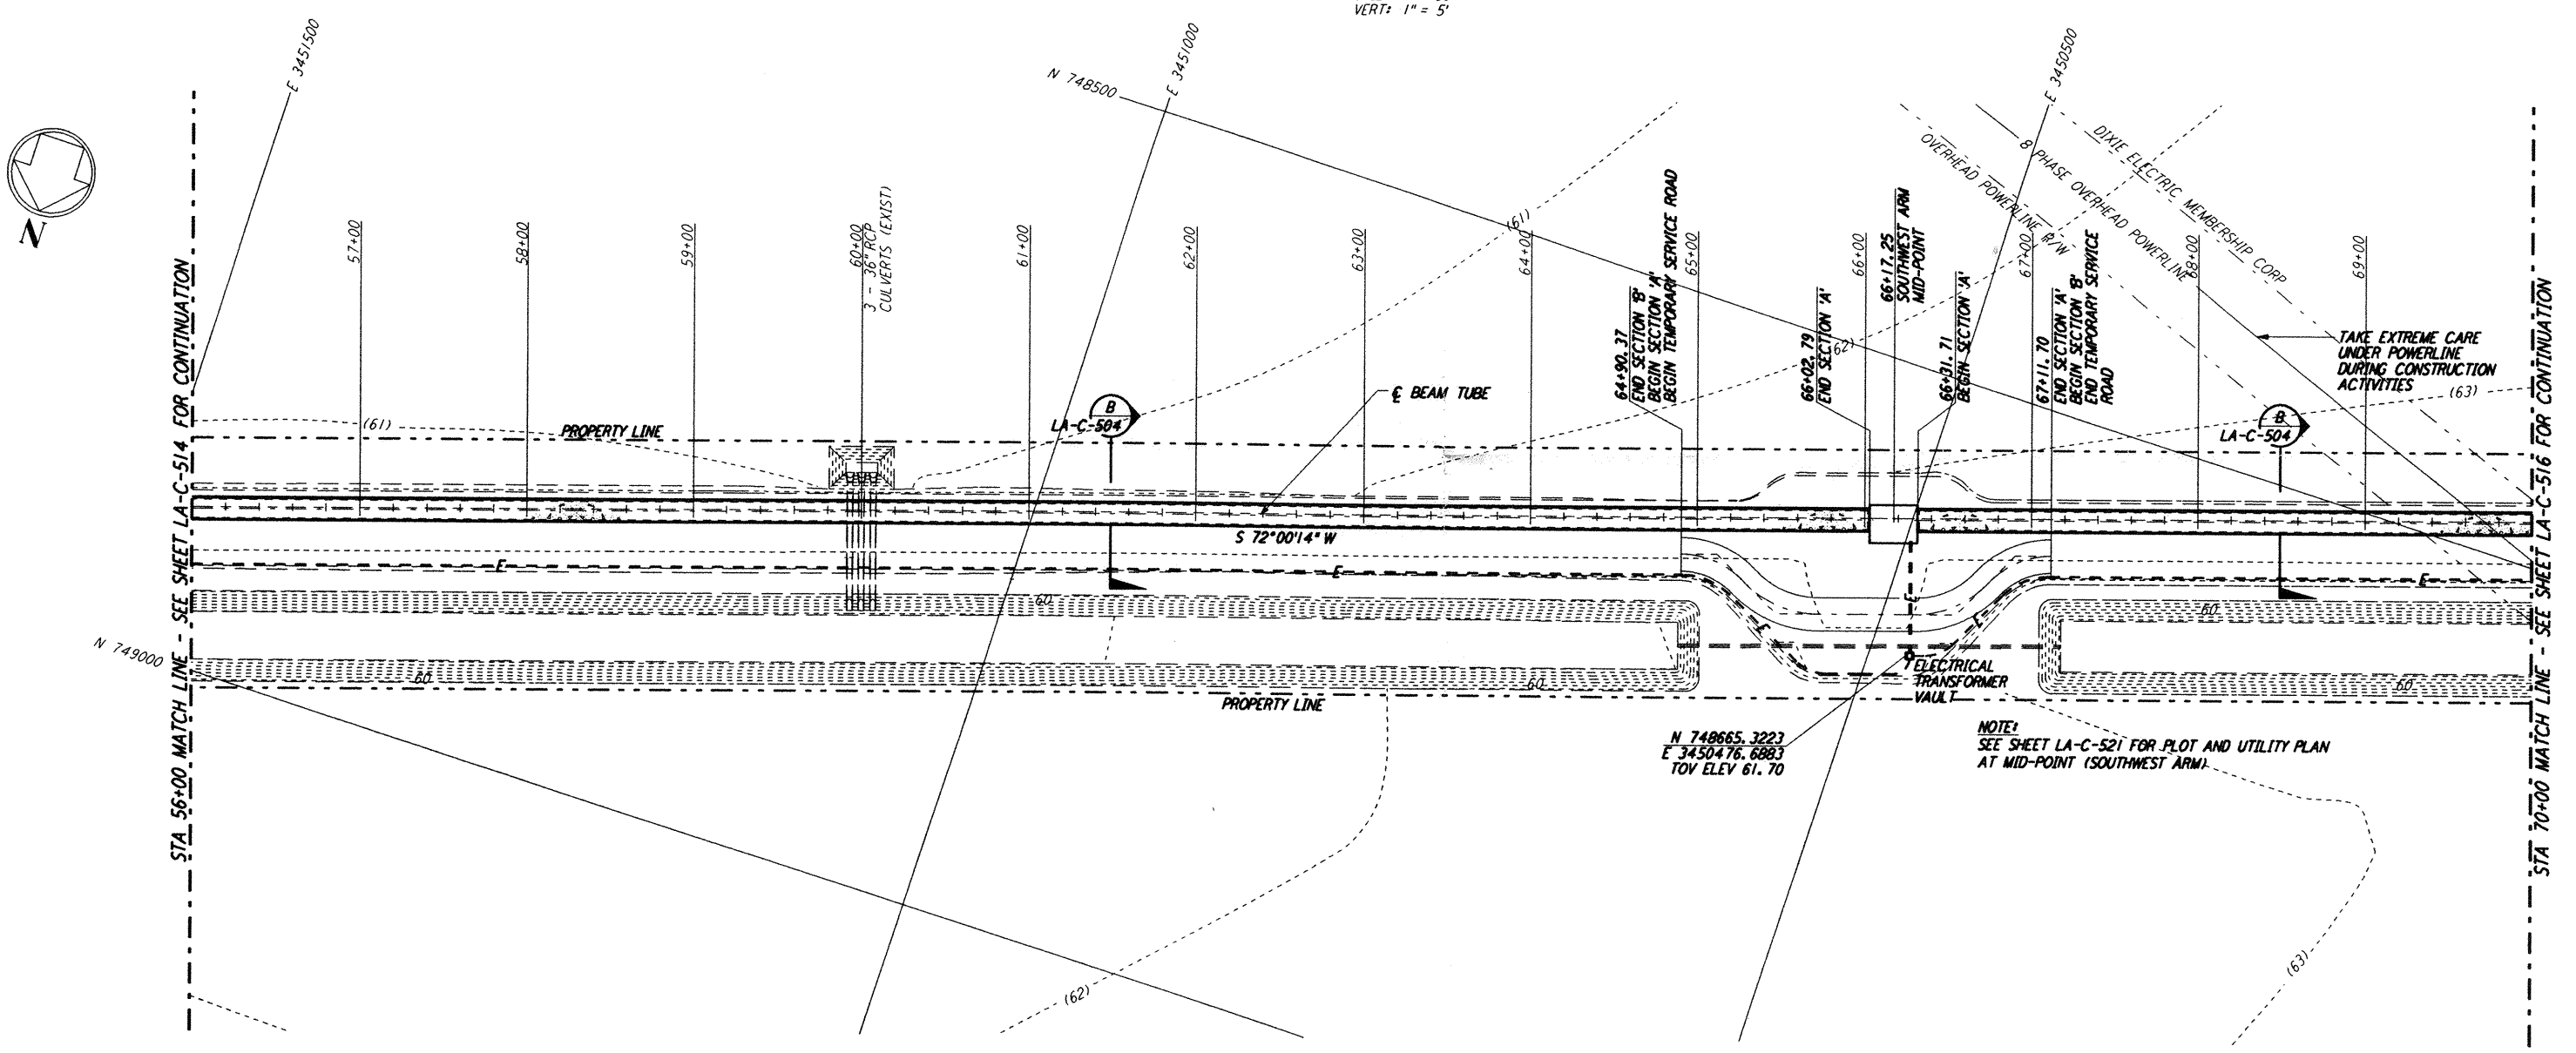 VERT: 1" = 5'
E 3451500
E 3451000
E 3450500
N 748500
N
57+00
58+00
59+00
60+00
3 - 36" RCP
CULVERTS (EXIST)
61+00
62+00
63+00
64+00
65+00
66+00
67+00
68+00
69+00
(61)
(62)
64+90.37
END SECTION 'B'
BEGIN SECTION 'A'
BEGIN TEMPORARY SERVICE ROAD
66+02.79
END SECTION 'A'
66+17.25
SOUTHWEST ARM
MID-POINT
66+31.71
BEGIN SECTION 'A'
67+11.70
END SECTION 'A'
BEGIN SECTION 'B'
END TEMPORARY SERVICE
ROAD
OVERHEAD POWERLINE R/W
8 PHASE OVERHEAD POWERLINE
DIXIE ELECTRIC MEMBERSHIP CORP
TAKE EXTREME CARE
UNDER POWERLINE
DURING CONSTRUCTION
ACTIVITIES
(63)
STA 56+00 MATCH LINE - SEE SHEET LA-C-514 FOR CONTINUATION
STA 70+00 MATCH LINE - SEE SHEET LA-C-516 FOR CONTINUATION
(61)
PROPERTY LINE
B
LA-C-504
℄ BEAM TUBE
B
LA-C-504
S 72°00'14" W
E
E
E
E
E
E
60
60
60
60
60
N 749000
PROPERTY LINE
ELECTRICAL
TRANSFORMER
VAULT
N 748665.3223
E 3450476.6883
TOV ELEV 61.70
NOTE:
SEE SHEET LA-C-521 FOR PLOT AND UTILITY PLAN
AT MID-POINT (SOUTHWEST ARM)
(62)
(63)